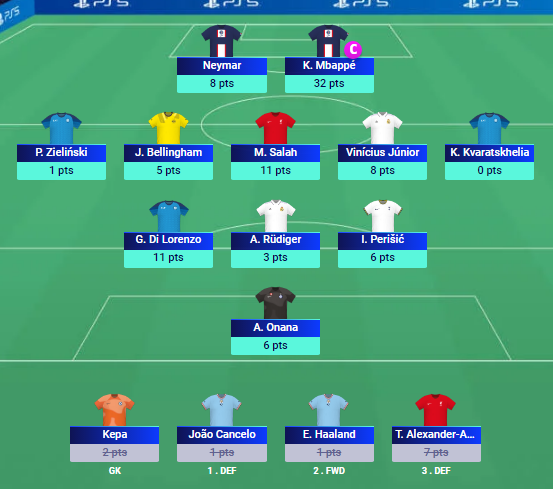 PS5
PS5
PS5
PS5
C
Neymar
K. Mbappé
8 pts
32 pts
P. Zieliński
J. Bellingham
M. Salah
Vinícius Júnior
K. Kvaratskhelia
1 pts
5 pts
11 pts
8 pts
0 pts
G. Di Lorenzo
A. Rüdiger
I. Perišić
11 pts
3 pts
6 pts
A. Onana
6 pts
Kepa
João Cancelo
E. Haaland
T. Alexander-A...
2 pts
1 pts
1 pts
7 pts
GK
1. DEF
2. FWD
3. DEF